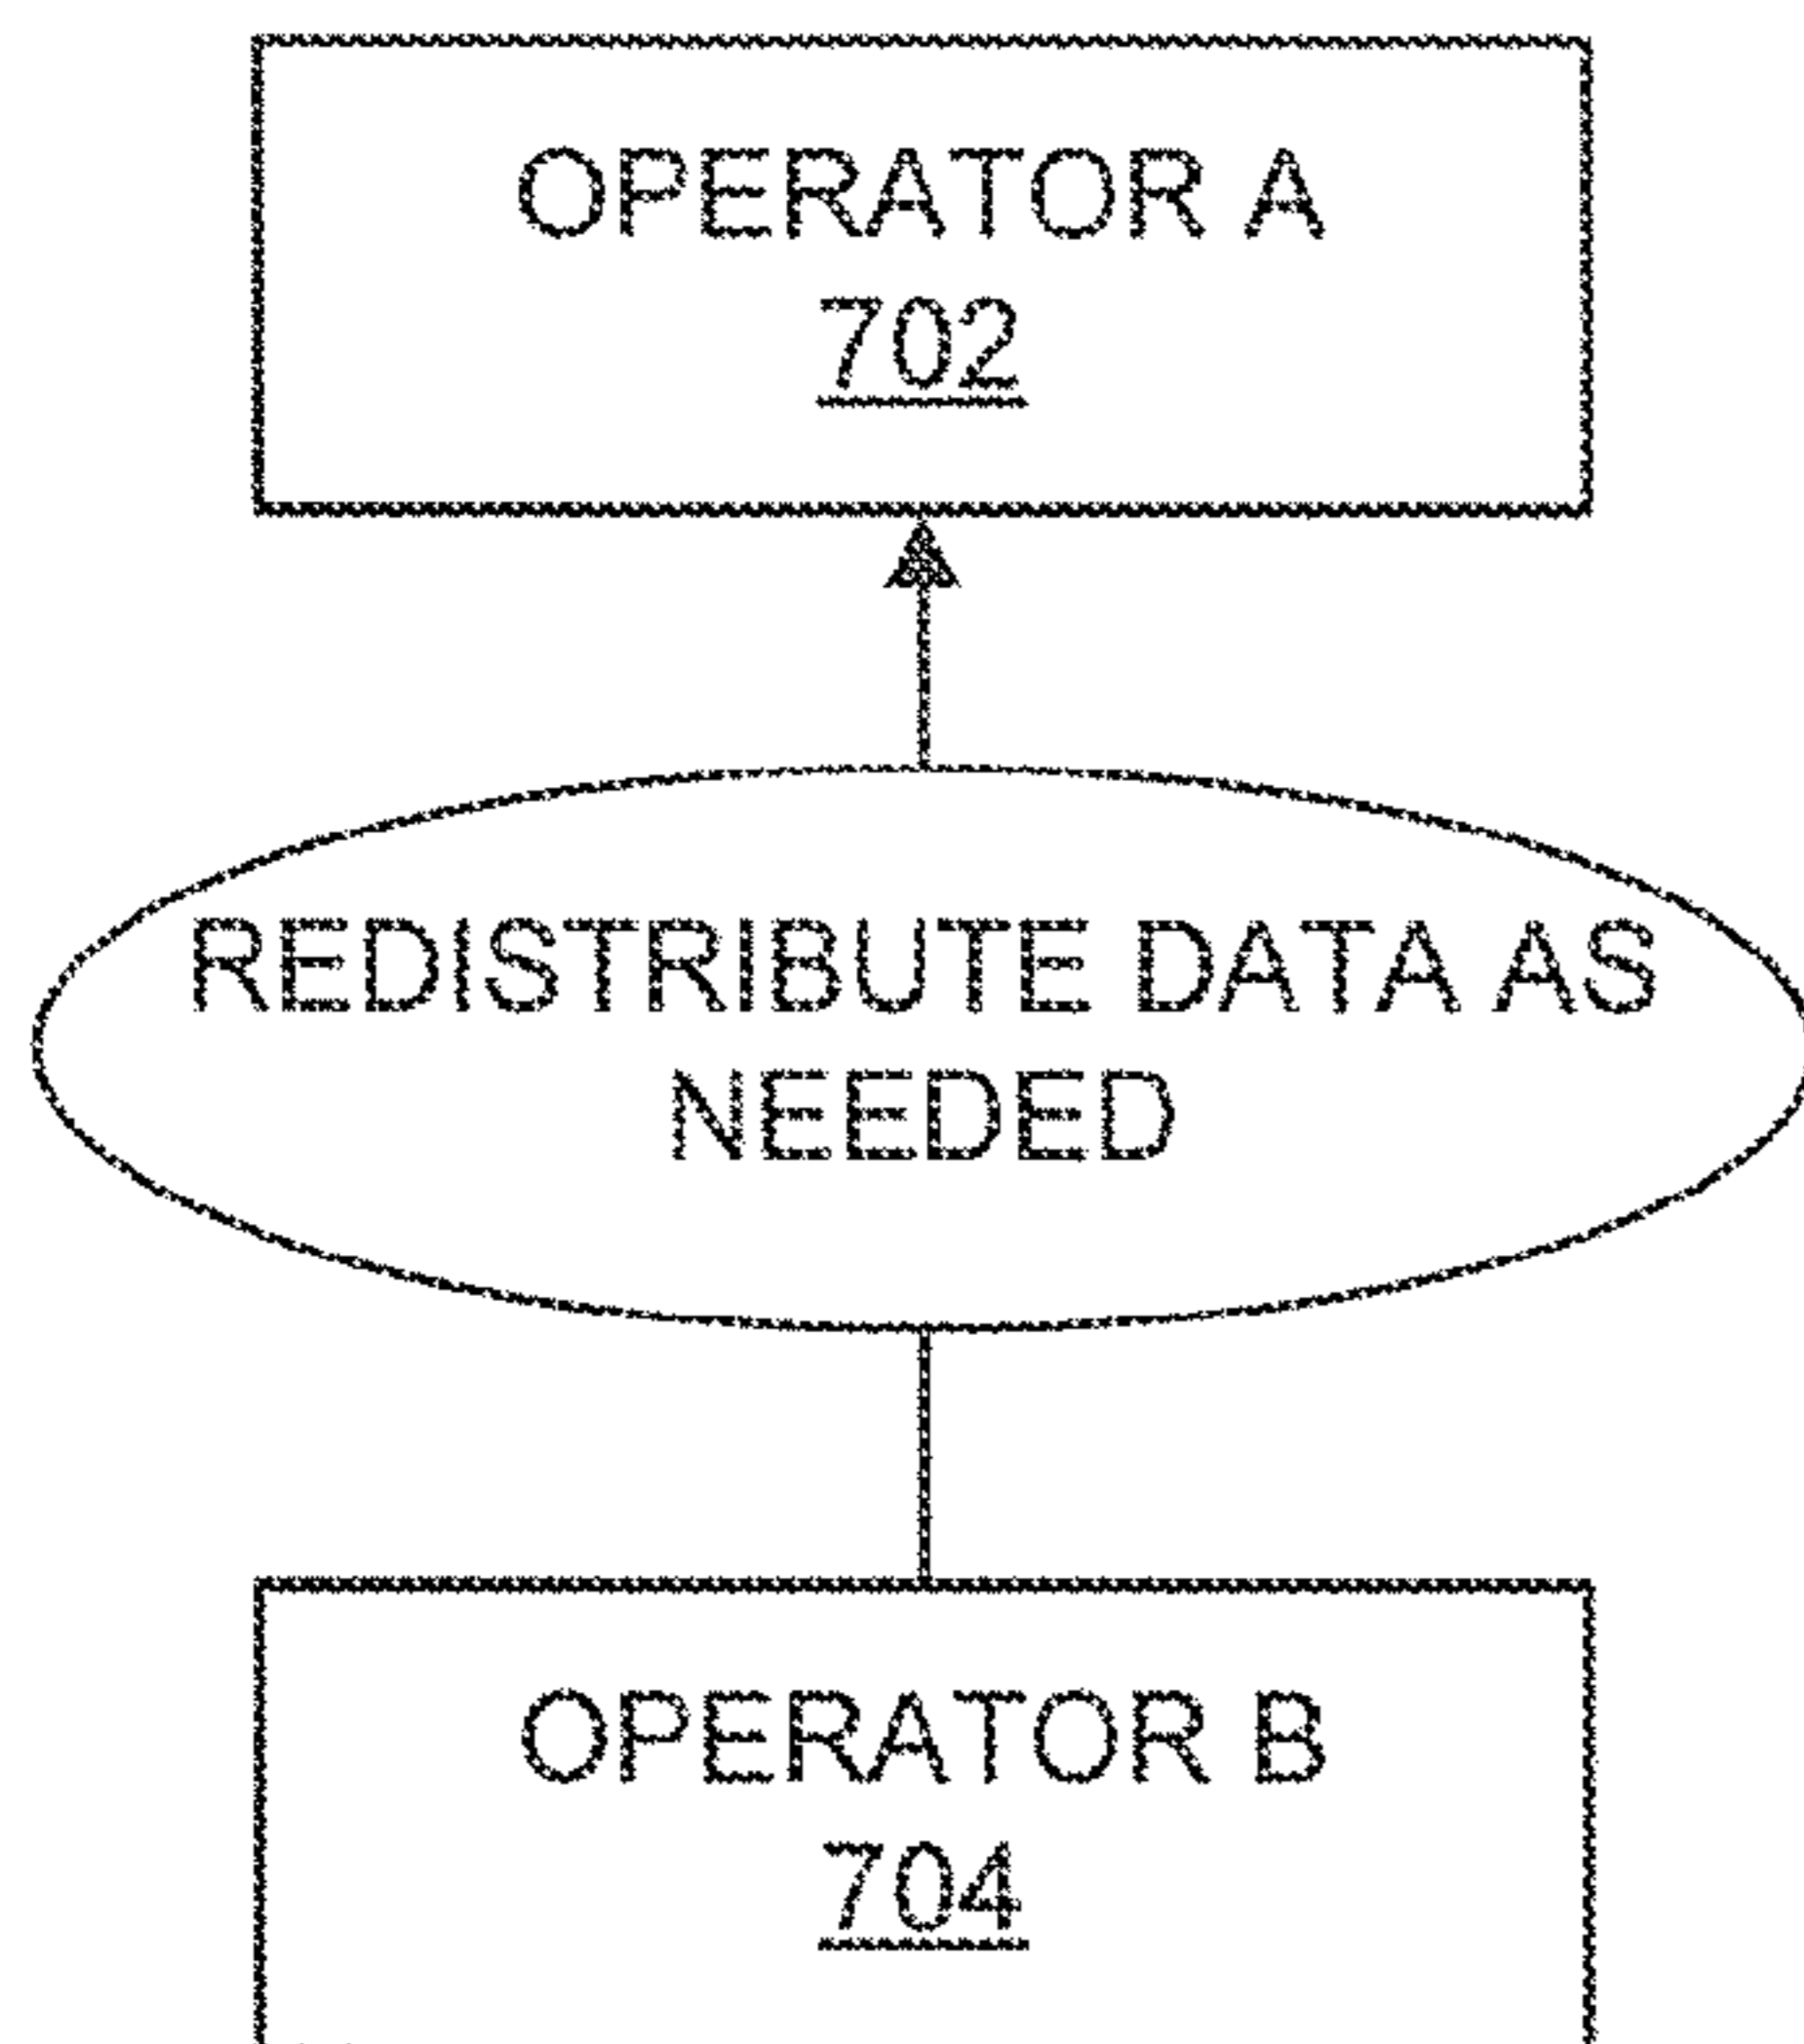 OPERATOR A
702
REDISTRIBUTE DATA AS
NEEDED
OPERATOR B
704